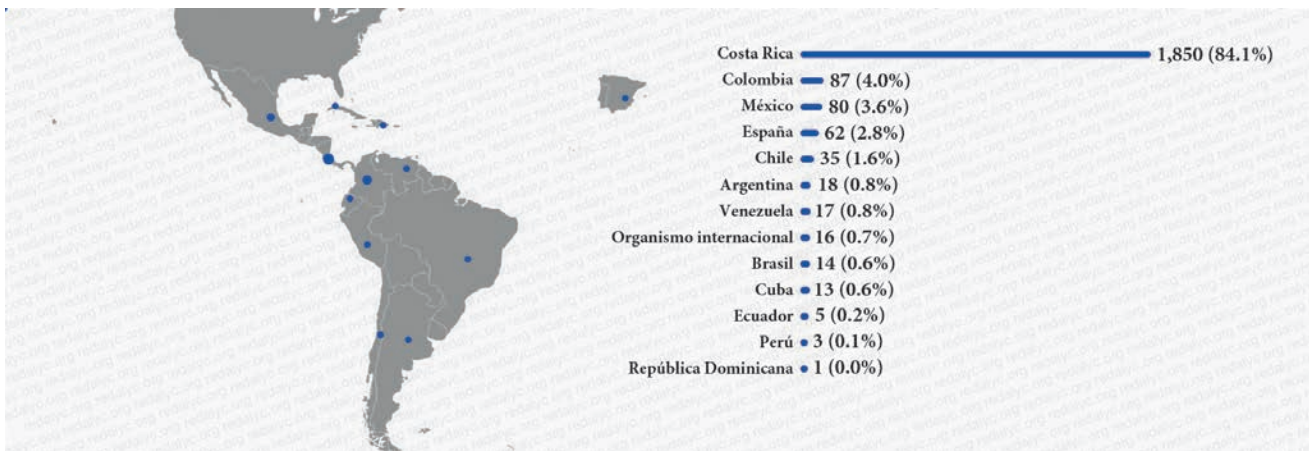 Costa Rica 1,850 (84.1%)
Colombia 87 (4.0%)
México 80 (3.6%)
España 62 (2.8%)
Chile 35 (1.6%)
Argentina 18 (0.8%)
Venezuela 17 (0.8%)
Organismo internacional 16 (0.7%)
Brasil 14 (0.6%)
Cuba 13 (0.6%)
Ecuador 5 (0.2%)
Perú 3 (0.1%)
República Dominicana 1 (0.0%)
redalyc.org